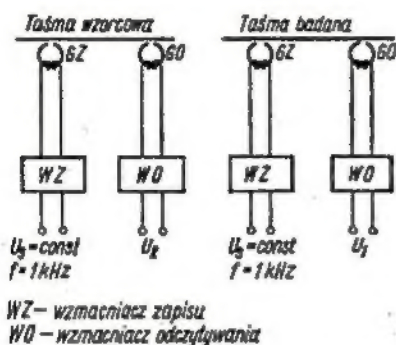 Taśma wzorcowa Taśma badana
GZ GO GZ GO
WZ WO WZ WO
U₃=const U₂ U₃=const U₁
f=1kHz f=1kHz
WZ — wzmacniacz zapisu
WO — wzmacniacz odczytywania